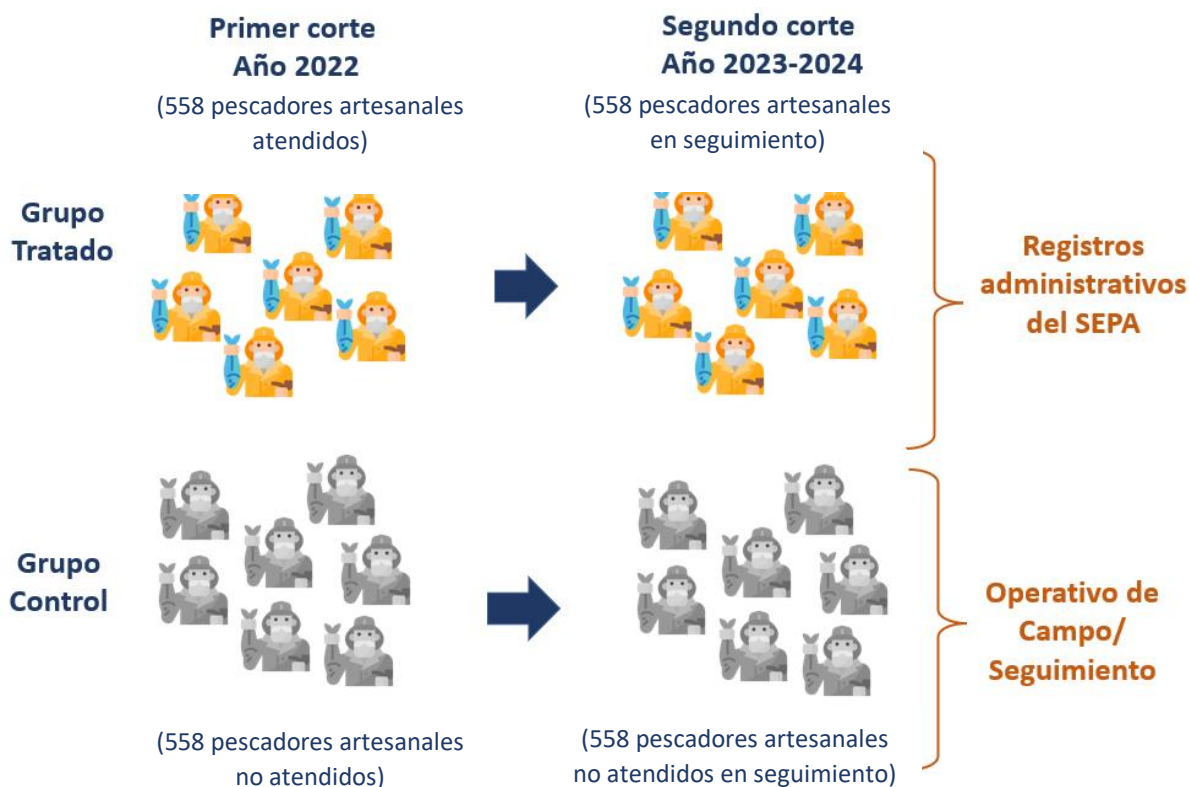 Primer corte
Año 2022
(558 pescadores artesanales
atendidos)
Segundo corte
Año 2023-2024
(558 pescadores artesanales
en seguimiento)
Grupo
Tratado
Registros
administrativos
del SEPA
Grupo
Control
Operativo de
Campo/
Seguimiento
(558 pescadores artesanales
no atendidos)
(558 pescadores artesanales
no atendidos en seguimiento)